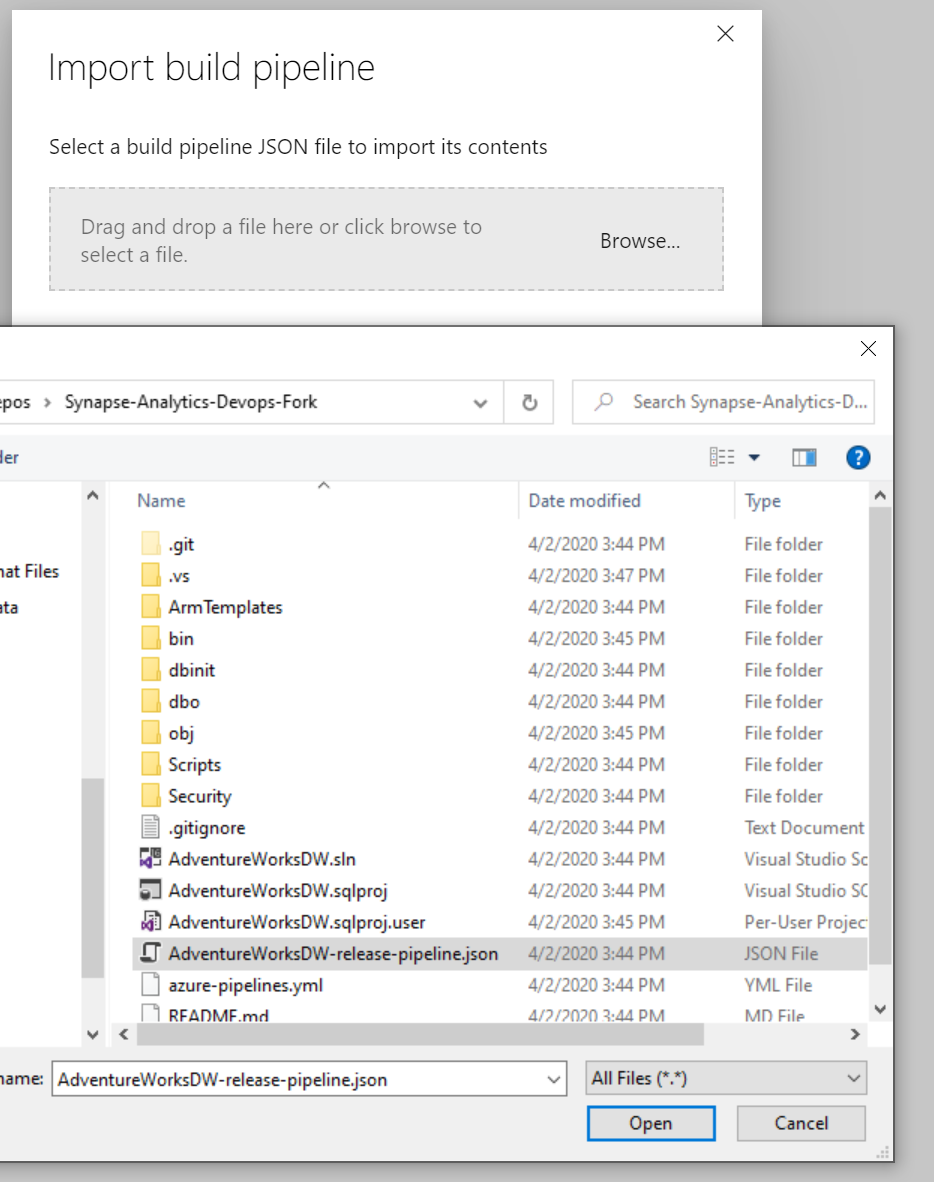 Import build pipeline
Select a build pipeline JSON file to import its contents
Drag and drop a file here or click browse to
select a file.
Browse...
epos > Synapse-Analytics-Devops-Fork
Search Synapse-Analytics-D...
der
?
Name Date modified Type
.git 4/2/2020 3:44 PM File folder
.vs 4/2/2020 3:47 PM File folder
nat Files
ArmTemplates 4/2/2020 3:44 PM File folder
ata
bin 4/2/2020 3:45 PM File folder
dbinit 4/2/2020 3:44 PM File folder
dbo 4/2/2020 3:44 PM File folder
obj 4/2/2020 3:45 PM File folder
Scripts 4/2/2020 3:44 PM File folder
Security 4/2/2020 3:44 PM File folder
.gitignore 4/2/2020 3:44 PM Text Document
AdventureWorksDW.sln 4/2/2020 3:44 PM Visual Studio So
AdventureWorksDW.sqlproj 4/2/2020 3:44 PM Visual Studio SQ
AdventureWorksDW.sqlproj.user 4/2/2020 3:45 PM Per-User Projec
AdventureWorksDW-release-pipeline.json 4/2/2020 3:44 PM JSON File
azure-pipelines.yml 4/2/2020 3:44 PM YML File
README.md 4/2/2020 3:44 PM MD File
name: AdventureWorksDW-release-pipeline.json
All Files (*.*)
Open
Cancel